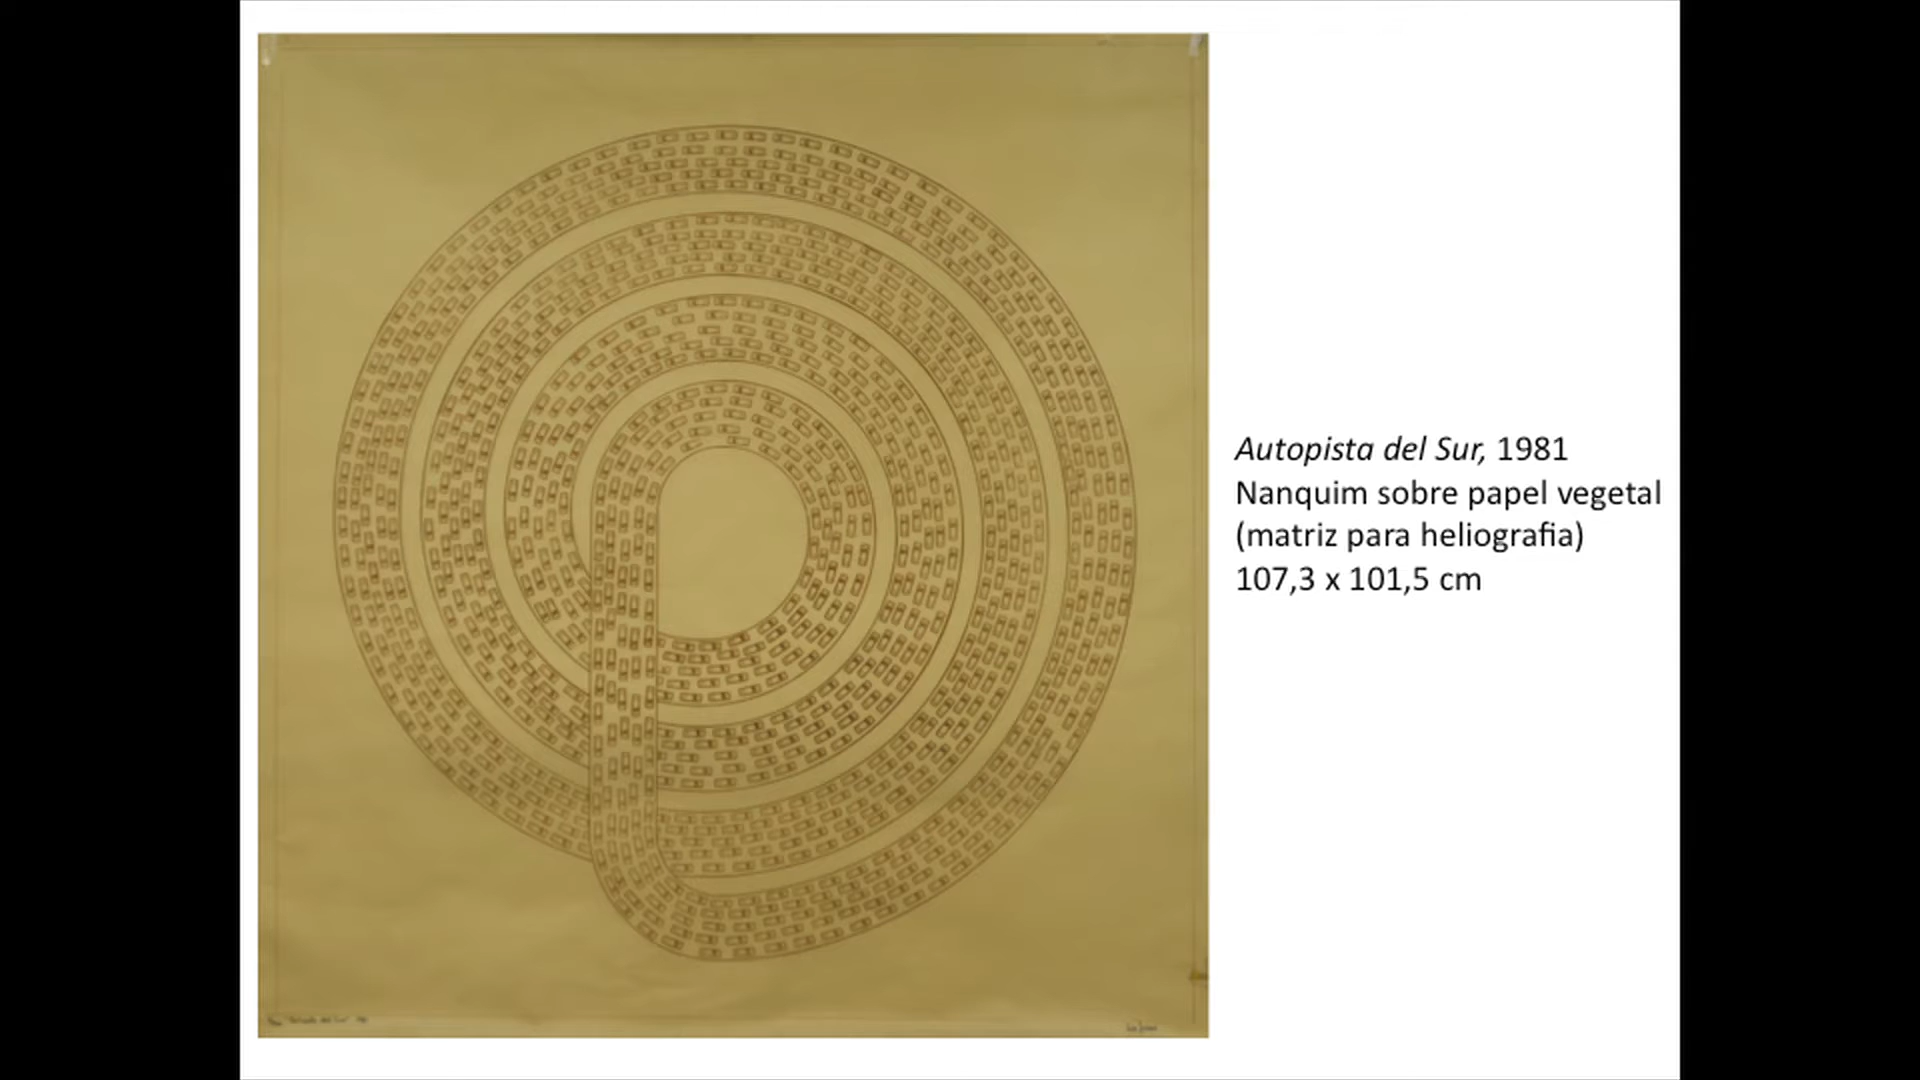 Autopista del Sur, 1981
Nanquim sobre papel vegetal
(matriz para heliografia)
107,3 x 101,5 cm